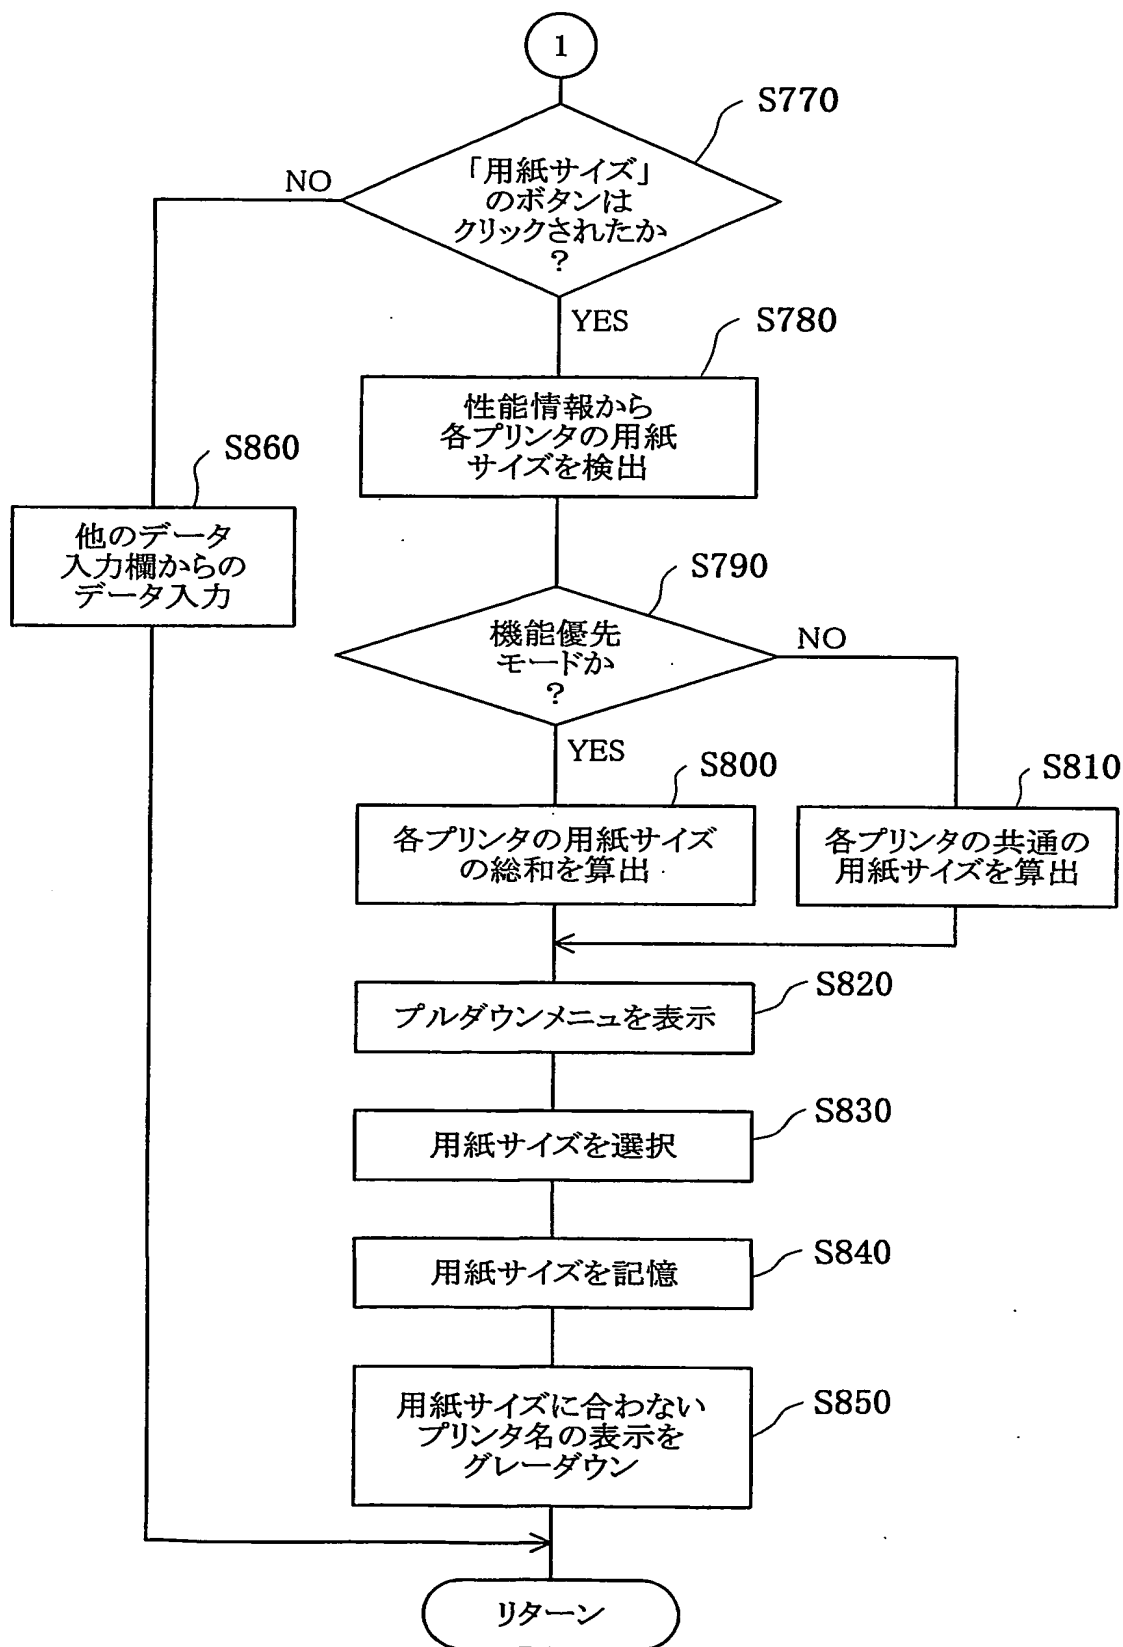 1
S770
「用紙サイズ」
のボタンは
クリックされたか
?
NO
YES
S780
性能情報から
各プリンタの用紙
サイズを検出
S860
他のデータ
入力欄からの
データ入力
S790
機能優先
モードか
?
NO
YES
S800
各プリンタの用紙サイズ
の総和を算出
S810
各プリンタの共通の
用紙サイズを算出
S820
プルダウンメニュを表示
S830
用紙サイズを選択
S840
用紙サイズを記憶
S850
用紙サイズに合わない
プリンタ名の表示を
グレーダウン
リターン